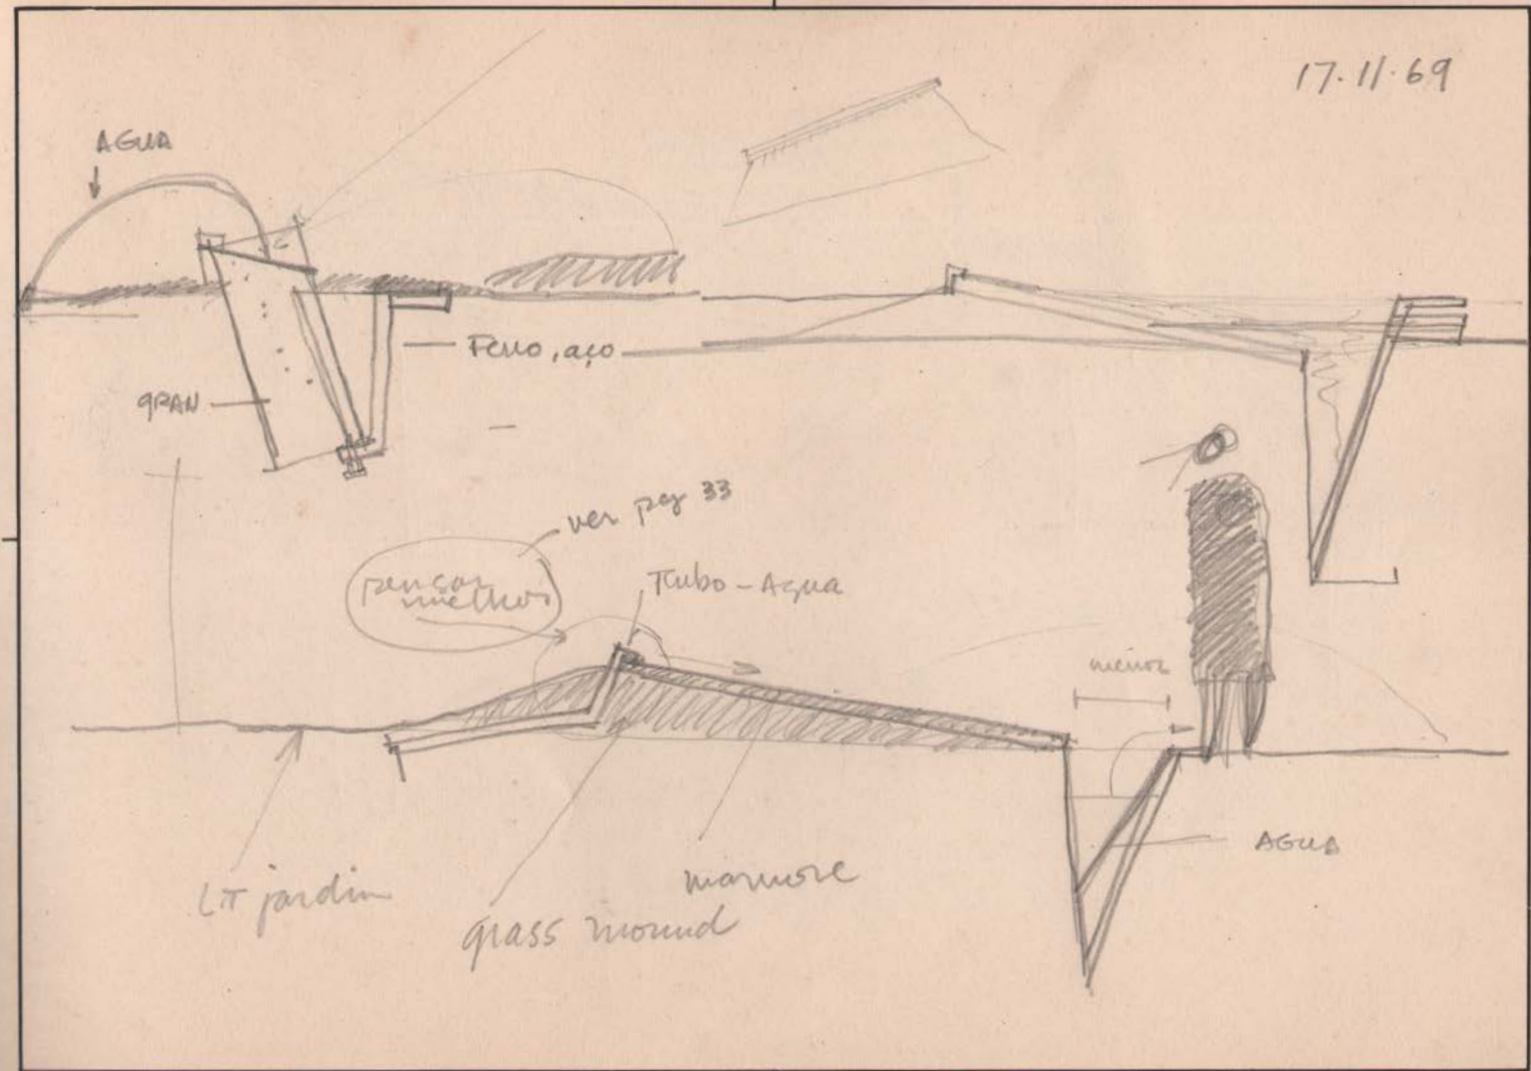 17.11.69
AGUA
Ferro, aço
GRAN
ver pag 33
pensar
melhor
Tubo - Agua
menor
AGUA
LT jardim
marmore
grass mound